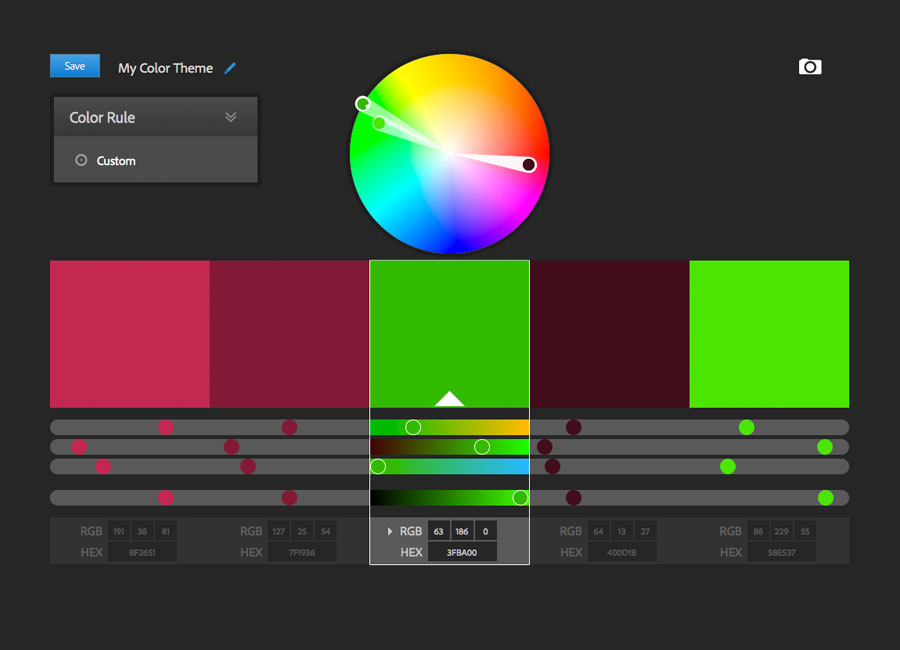 Save
My Color Theme
Color Rule
Custom
RGB 191 38 81
HEX BF2651
RGB 127 25 54
HEX 7F1936
RGB 63 186 0
HEX 3FBA00
RGB 64 13 27
HEX 400D1B
RGB 88 229 55
HEX 58E537